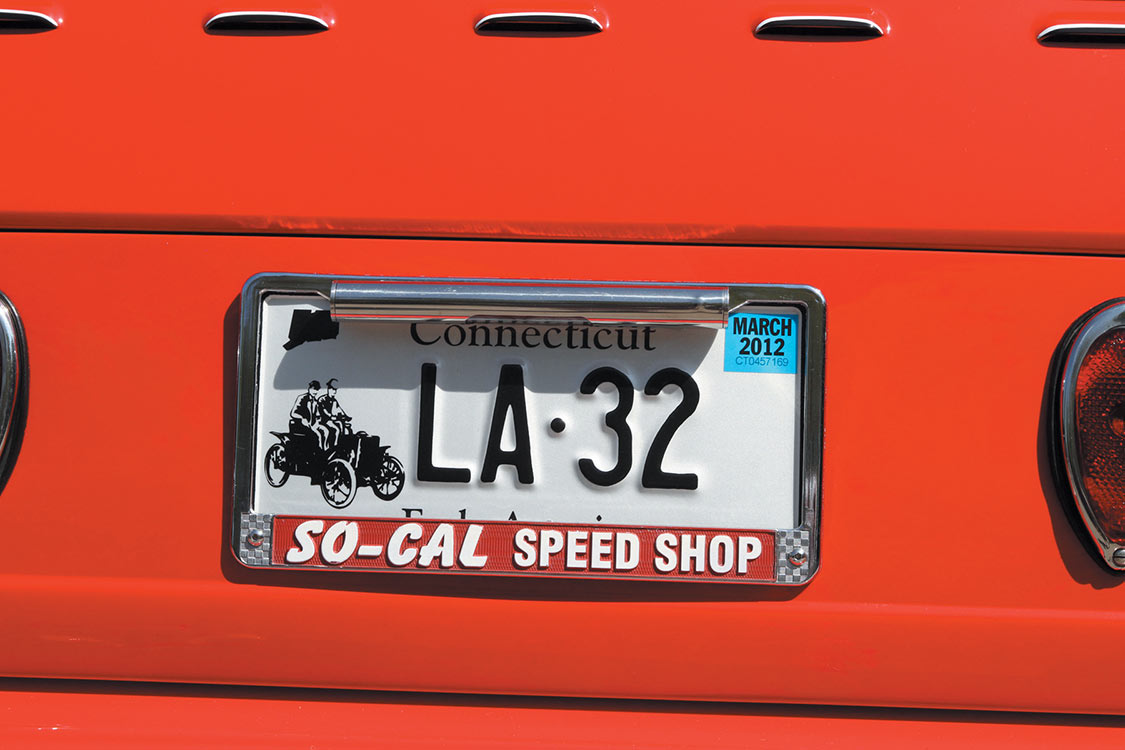 Connecticut
MARCH
2012
CT0457169
LA·32
SO-CAL SPEED SHOP